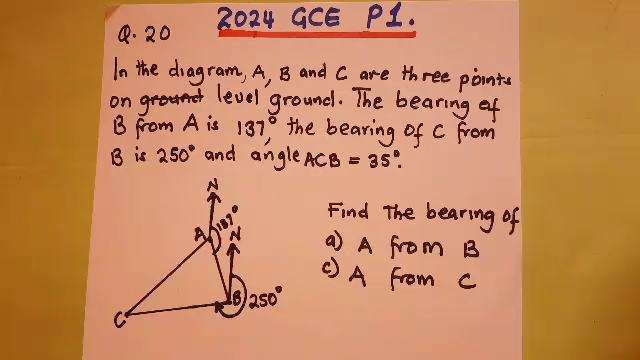 2024 GCE P1.
Q. 20
In the diagram, A, B and C are three points
on ground level ground. The bearing of
B from A is 137°, the bearing of C from
B is 250° and angle ACB = 35°.
N
A 137°
N
B 250°
C
Find the bearing of
a) A from B
c) A from C